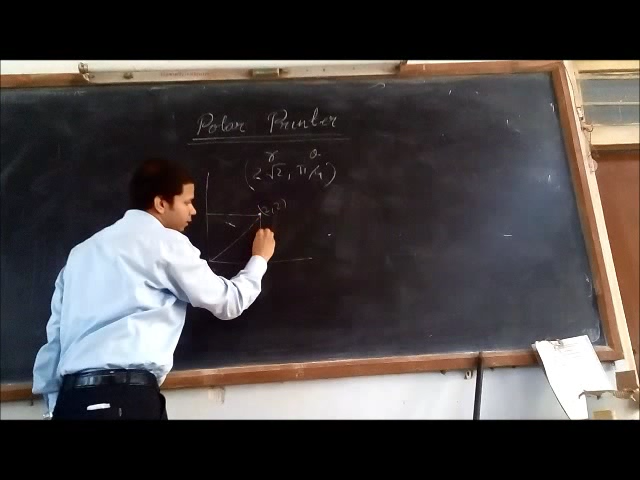 Polar Printer
r θ
(2√2, π/4)
(2,2)